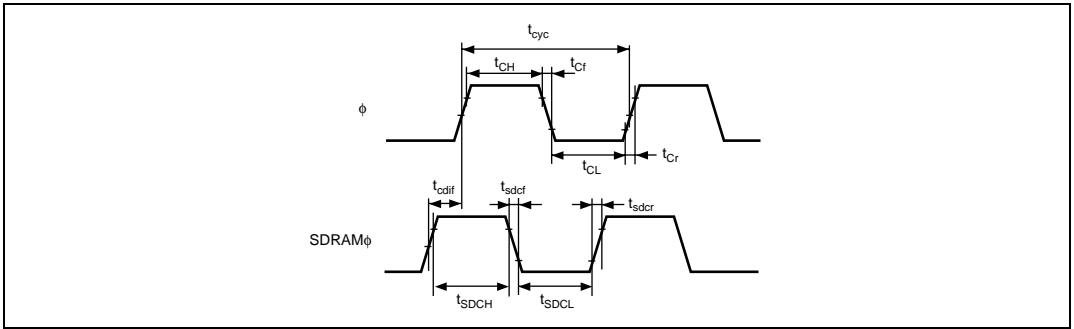 tcyc
tCH
tCf
ϕ
tCL
tCr
tcdif
tsdcf
tsdcr
SDRAMϕ
tSDCH
tSDCL